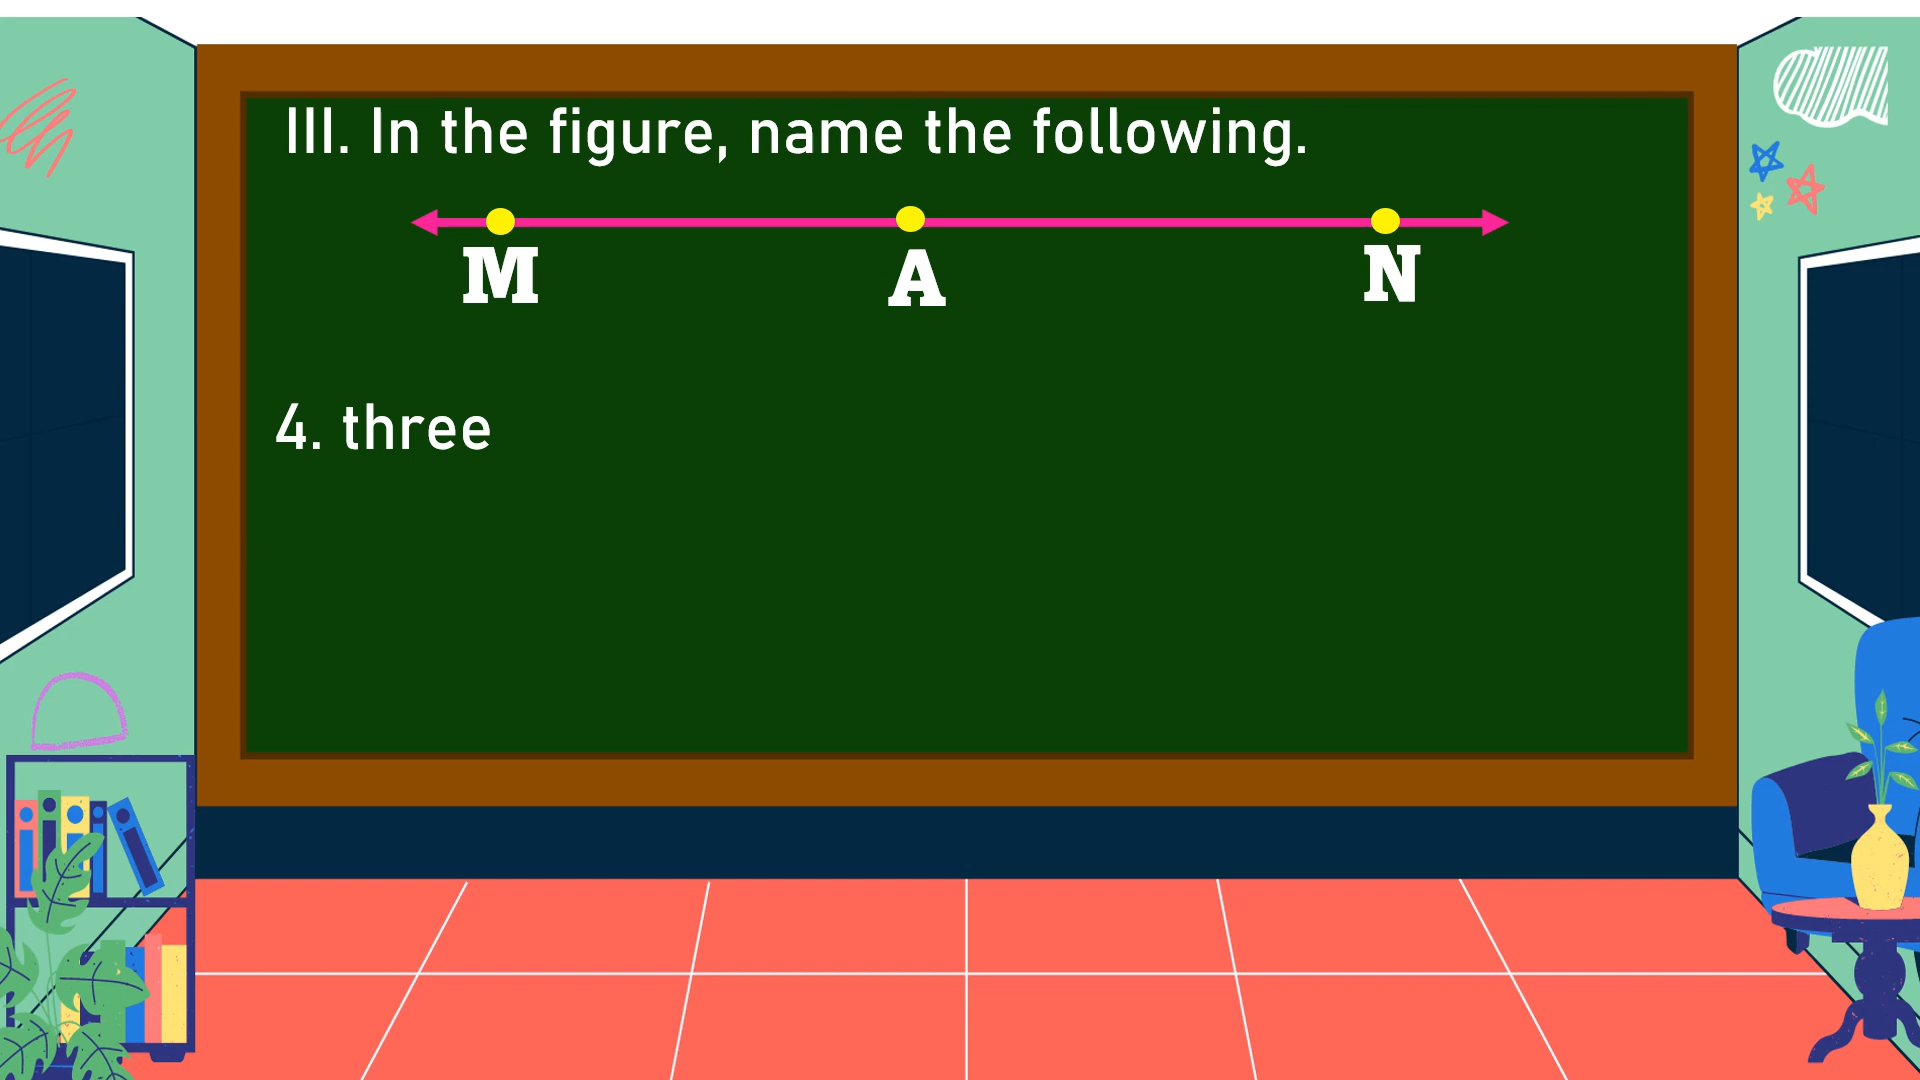 III. In the figure, name the following.
M A N
4. three